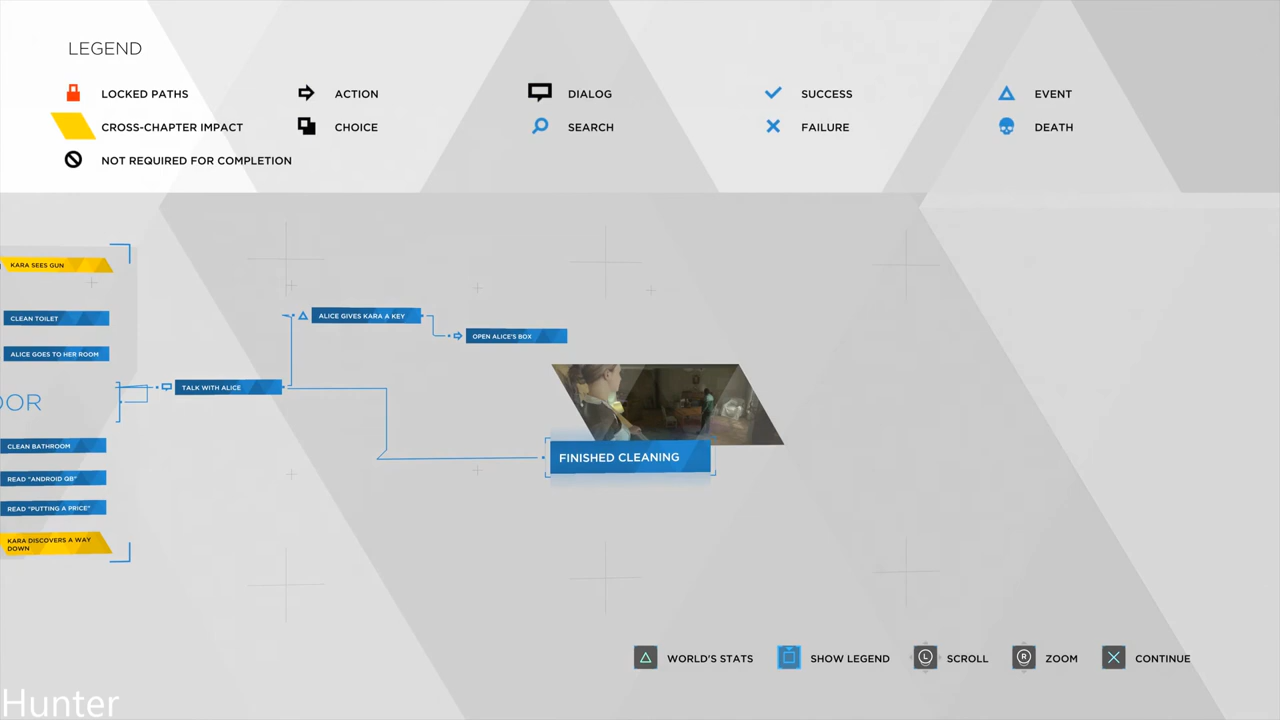 LEGEND
LOCKED PATHS
ACTION
DIALOG
SUCCESS
EVENT
CROSS-CHAPTER IMPACT
CHOICE
SEARCH
FAILURE
DEATH
NOT REQUIRED FOR COMPLETION
KARA SEES GUN
CLEAN TOILET
ALICE GOES TO HER ROOM
OOR
CLEAN BATHROOM
READ "ANDROID QB"
READ "PUTTING A PRICE"
KARA DISCOVERS A WAY
DOWN
TALK WITH ALICE
ALICE GIVES KARA A KEY
OPEN ALICE'S BOX
FINISHED CLEANING
WORLD'S STATS
SHOW LEGEND
L
SCROLL
R
ZOOM
CONTINUE
Hunter